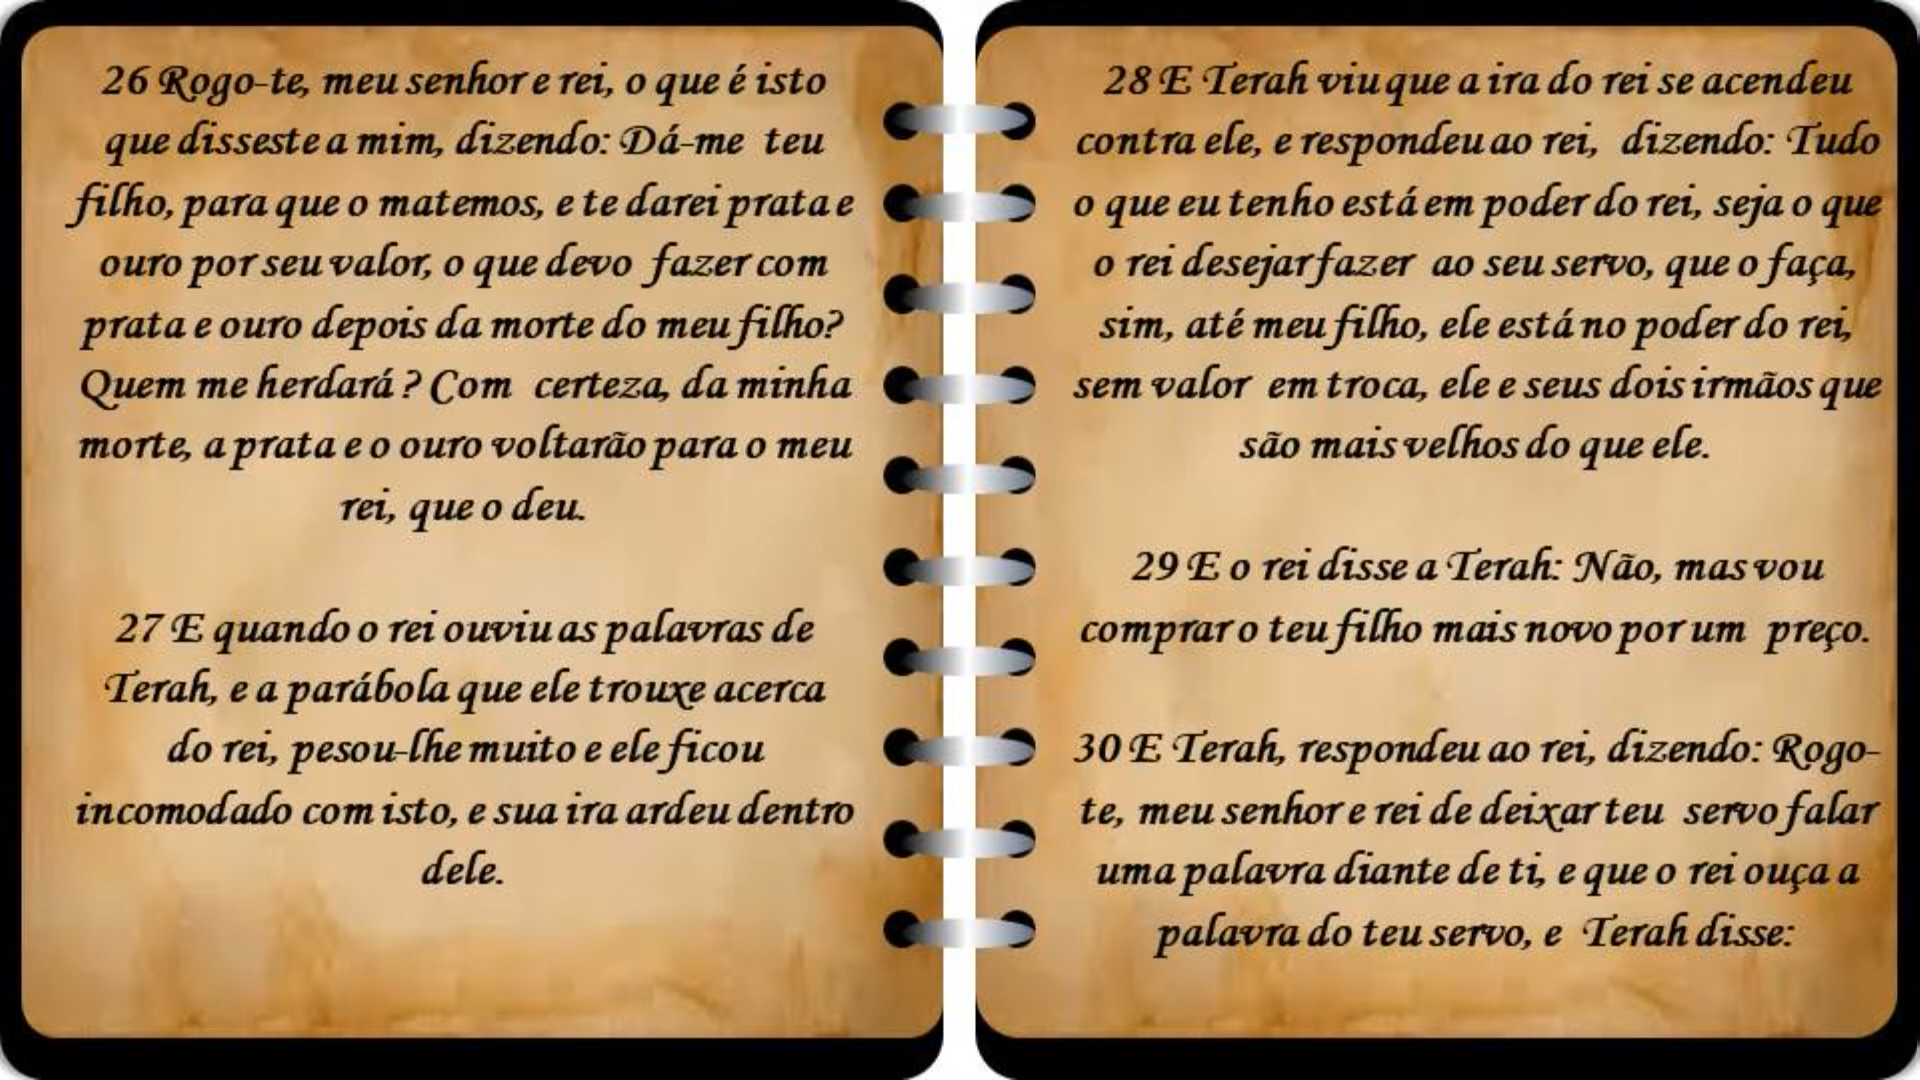 26 Rogo-te, meu senhor e rei, o que é isto
que disseste a mim, dizendo: Dá-me teu
filho, para que o matemos, e te darei prata e
ouro por seu valor, o que devo fazer com
prata e ouro depois da morte do meu filho?
Quem me herdará ? Com certeza, da minha
morte, a prata e o ouro voltarão para o meu
rei, que o deu.
27 E quando o rei ouviu as palavras de
Terah, e a parábola que ele trouxe acerca
do rei, pesou-lhe muito e ele ficou
incomodado com isto, e sua ira ardeu dentro
dele.
28 E Terah viu que a ira do rei se acendeu
contra ele, e respondeu ao rei, dizendo: Tudo
o que eu tenho está em poder do rei, seja o que
o rei desejar fazer ao seu servo, que o faça,
sim, até meu filho, ele está no poder do rei,
sem valor em troca, ele e seus dois irmãos que
são mais velhos do que ele.
29 E o rei disse a Terah: Não, mas vou
comprar o teu filho mais novo por um preço.
30 E Terah, respondeu ao rei, dizendo: Rogo-
te, meu senhor e rei de deixar teu servo falar
uma palavra diante de ti, e que o rei ouça a
palavra do teu servo, e Terah disse: